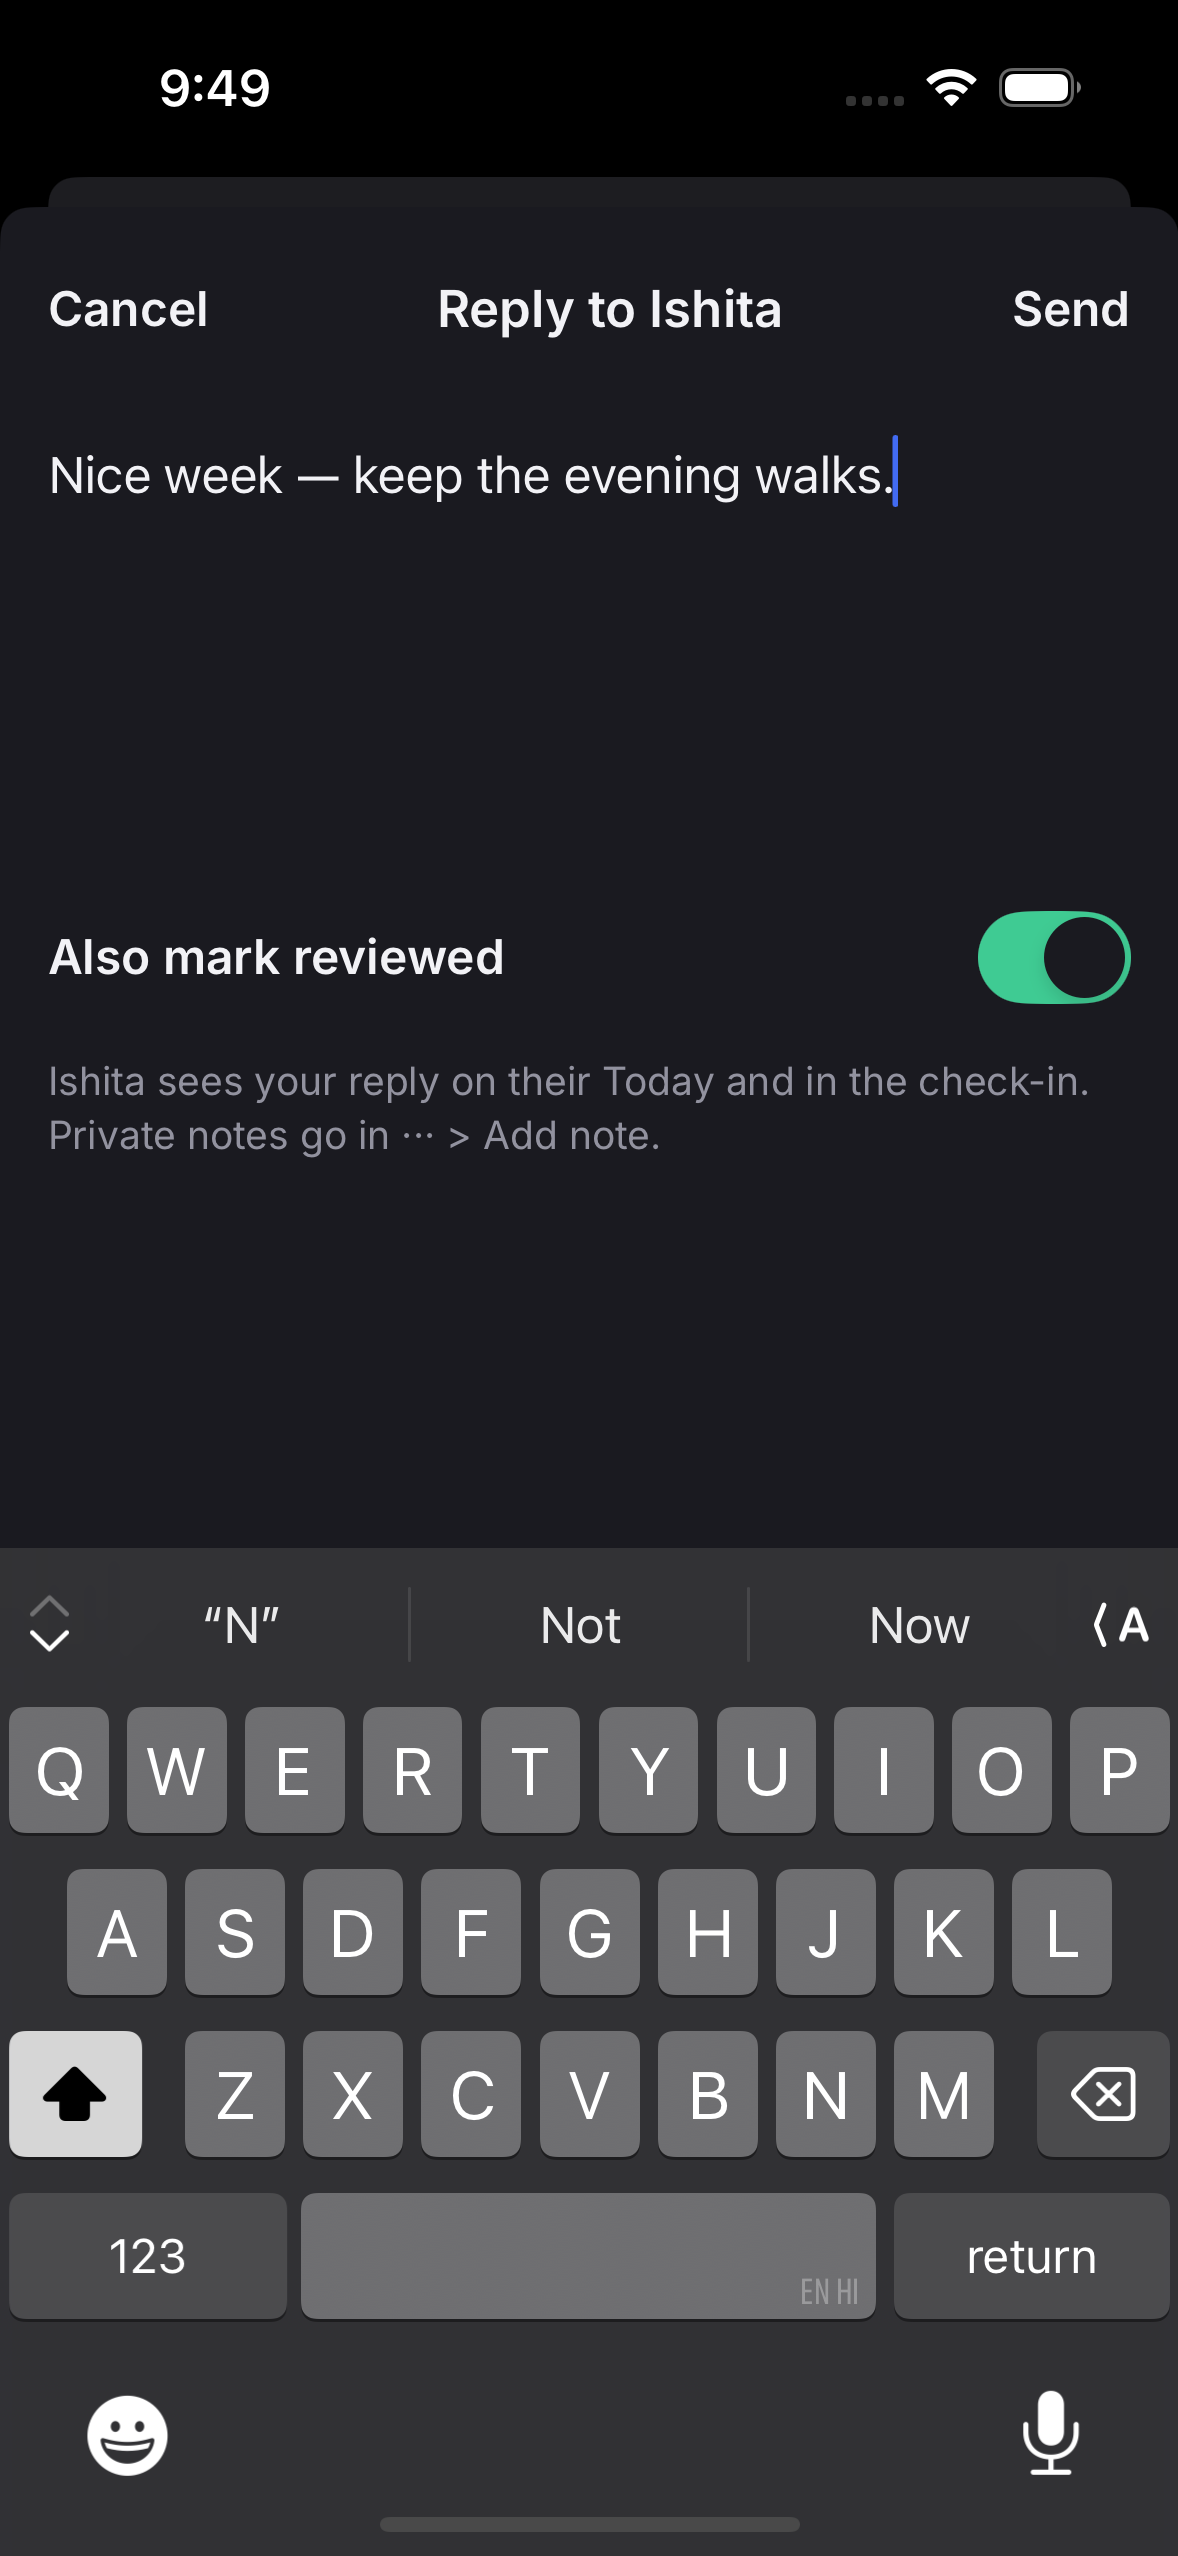 9:49
Cancel Reply to Ishita Send
Nice week — keep the evening walks.
Also mark reviewed
Ishita sees your reply on their Today and in the check-in.
Private notes go in ··· > Add note.
“N” Not Now A
Q W E R T Y U I O P
A S D F G H J K L
Z X C V B N M
123 EN HI return